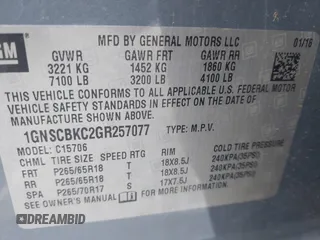 GM
MFD BY GENERAL MOTORS LLC 01/16
GVWR GAWR FRT GAWR RR
3221 kg 1452 KG 1860 KG
7100 LB 3200 LB 4100 LB
THIS VEHICLE CONFORMS TO ALL APPLICABLE U.S. FEDERAL MOTOR
VEHICLE SAFETY
STANDARDS IN EFFECT ON THE DATE OF
MANUFACTURE SHOWN ABOVE.
1GNSCBKC2GR257077 TYPE: M.P.V.
MODEL: C15706
CHML TIRE SIZE SPEED RTG RIM COLD TIRE PRESSURE
FRT P265/65R18 T 18X8.5J 240KPA(35PSI)
RR P265/65R18 T 18X8.5J 240KPA(35PSI)
SPA P265/70R17 S 17X7.5J
SEE OWNER'S MANUAL
DREAMBID